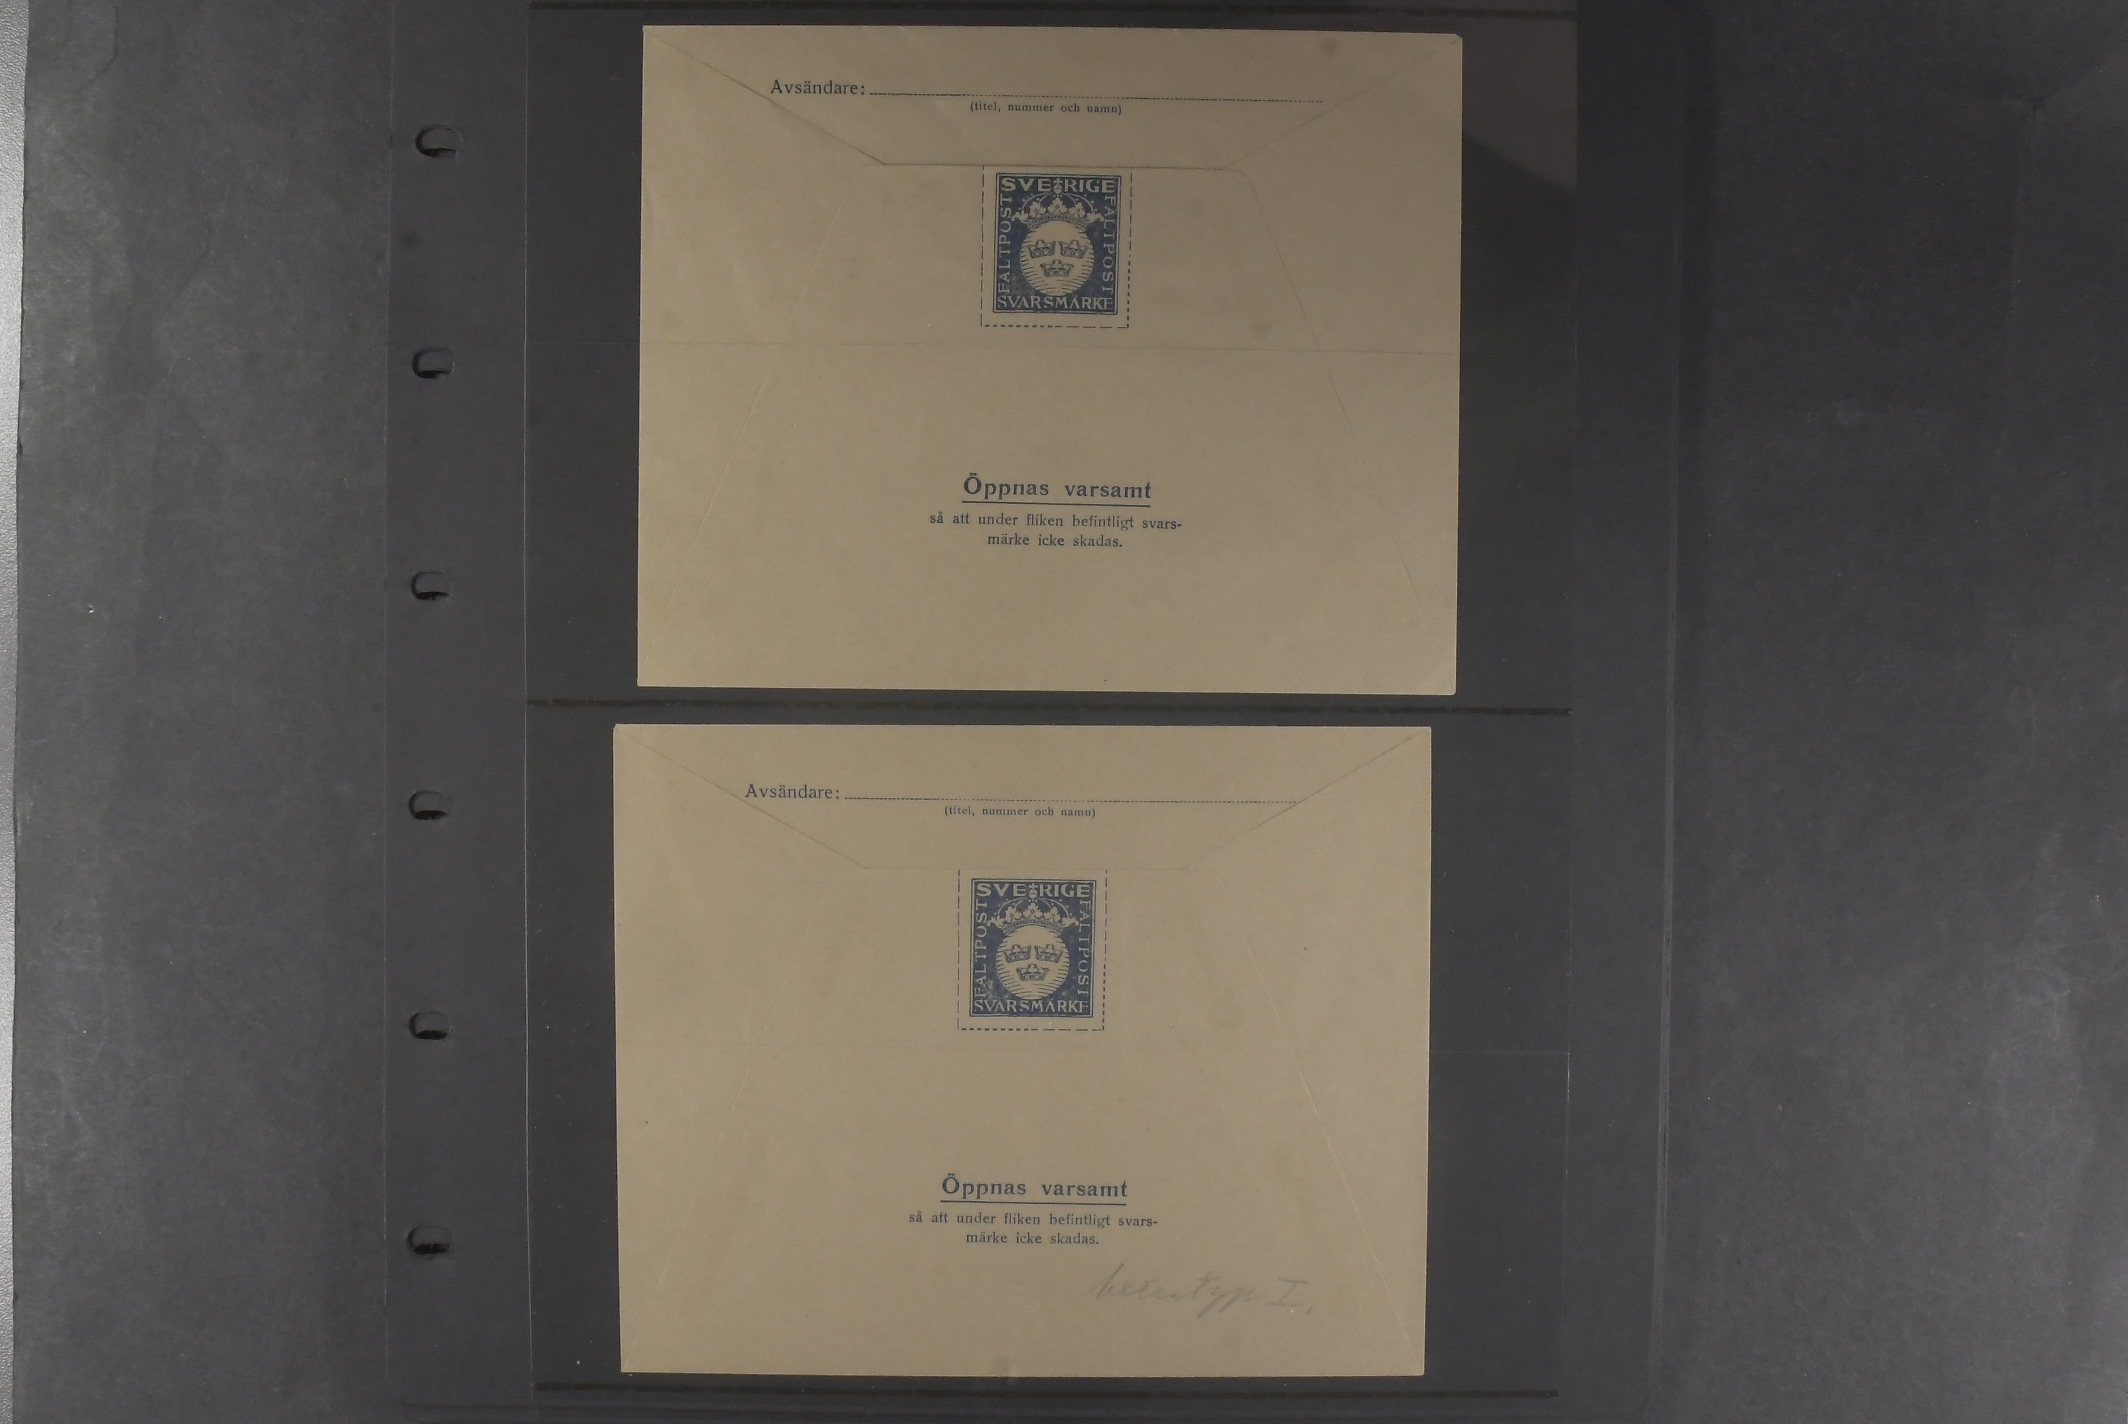 Avsändare:
(titel, nummer och namn)
SVERIGE
FÄLTPOST
FÄLTPOST
SVARSMÄRKE
Öppnas varsamt
så att under fliken befintligt svars-
märke icke skadas.
Avsändare:
(titel, nummer och namn)
SVERIGE
FÄLTPOST
FÄLTPOST
SVARSMÄRKE
Öppnas varsamt
så att under fliken befintligt svars-
märke icke skadas.
typ I.